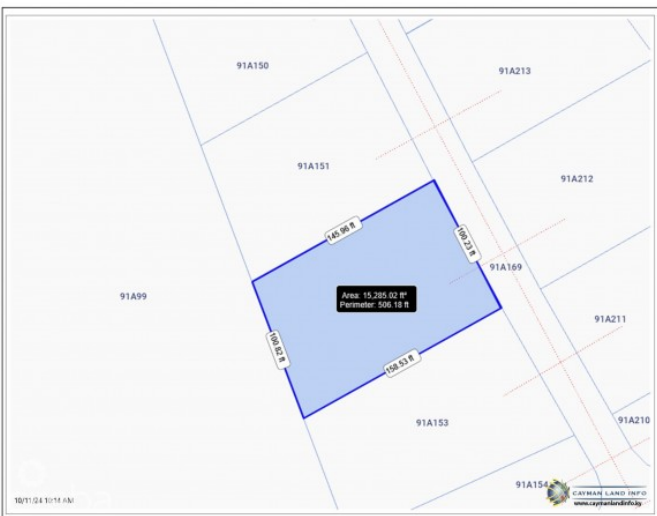 91A150
91A213
91A151
91A212
145.96 ft
100.23 ft
91A169
91A99
Area: 15,285.02 ft²
Perimeter: 506.18 ft
91A211
100.82 ft
158.53 ft
91A153
91A210
91A154
CAYMAN LAND INFO
www.caymanlandinfo.ky
10/11/24 10:14 AM